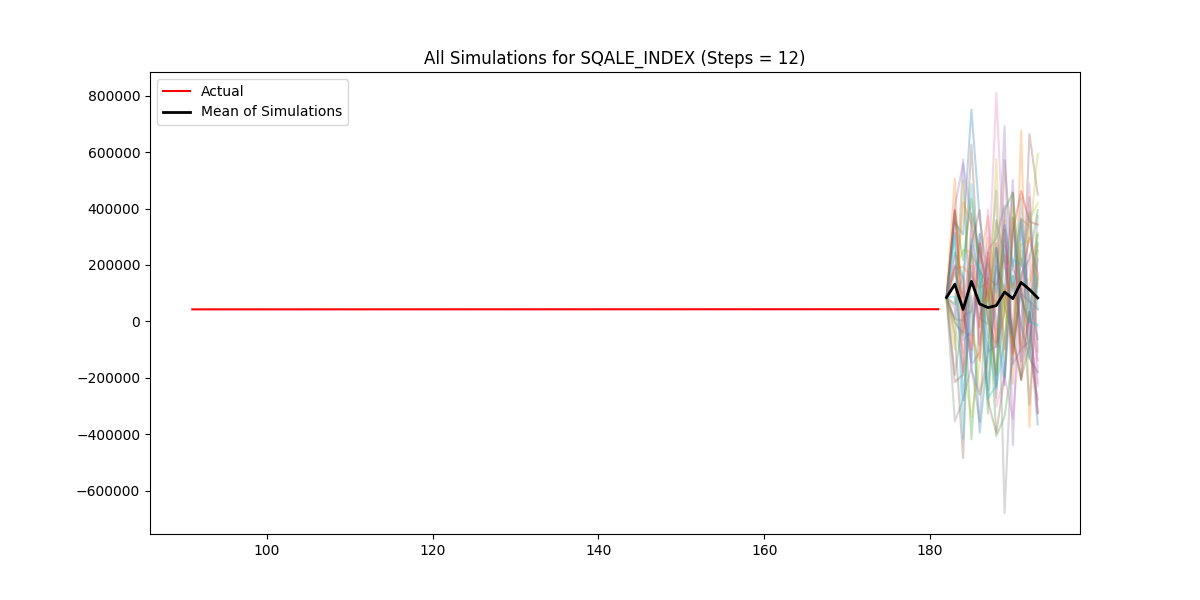 All Simulations for SQALE_INDEX (Steps = 12)
Actual
Mean of Simulations
800000
600000
400000
200000
0
−200000
−400000
−600000
100 120 140 160 180